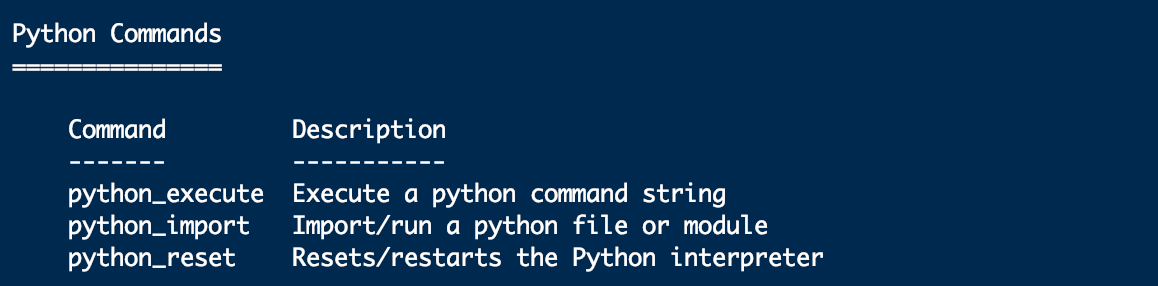 Python Commands
===============
Command Description
------- -----------
python_execute Execute a python command string
python_import Import/run a python file or module
python_reset Resets/restarts the Python interpreter